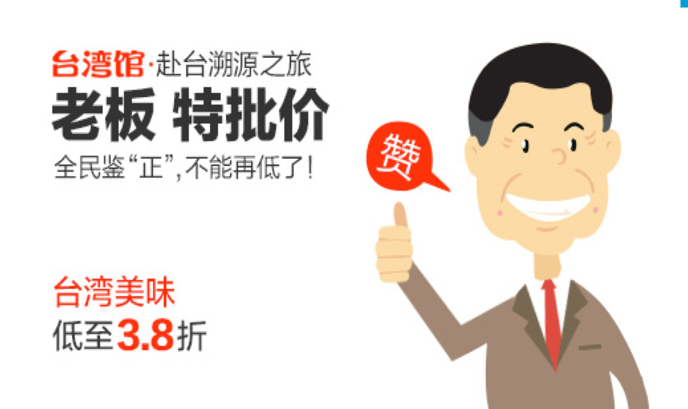 台湾馆·赴台溯源之旅
老板 特批价
全民鉴“正”,不能再低了!
赞
台湾美味
低至3.8折